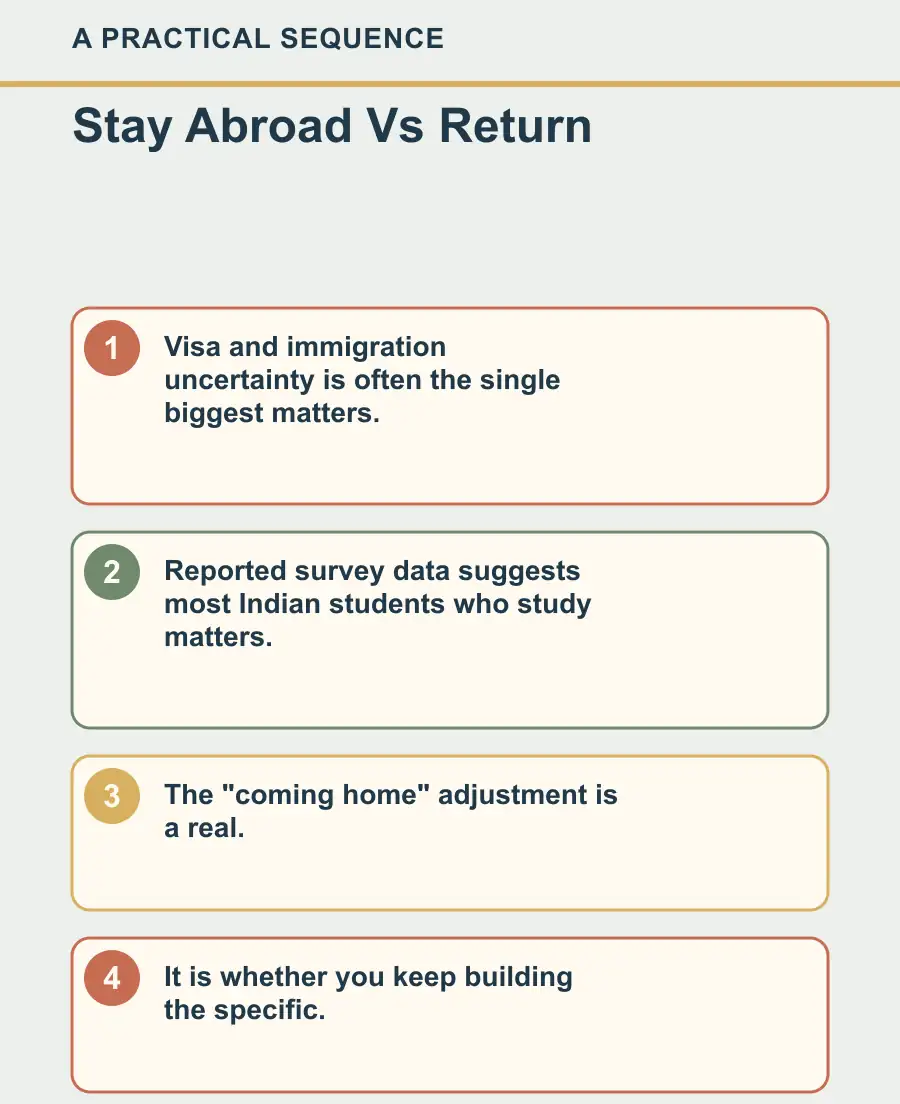 A PRACTICAL SEQUENCE
Stay Abroad Vs Return
1
Visa and immigration
uncertainty is often the single
biggest matters.
2
Reported survey data suggests
most Indian students who study
matters.
3
The "coming home" adjustment is
a real.
4
It is whether you keep building
the specific.